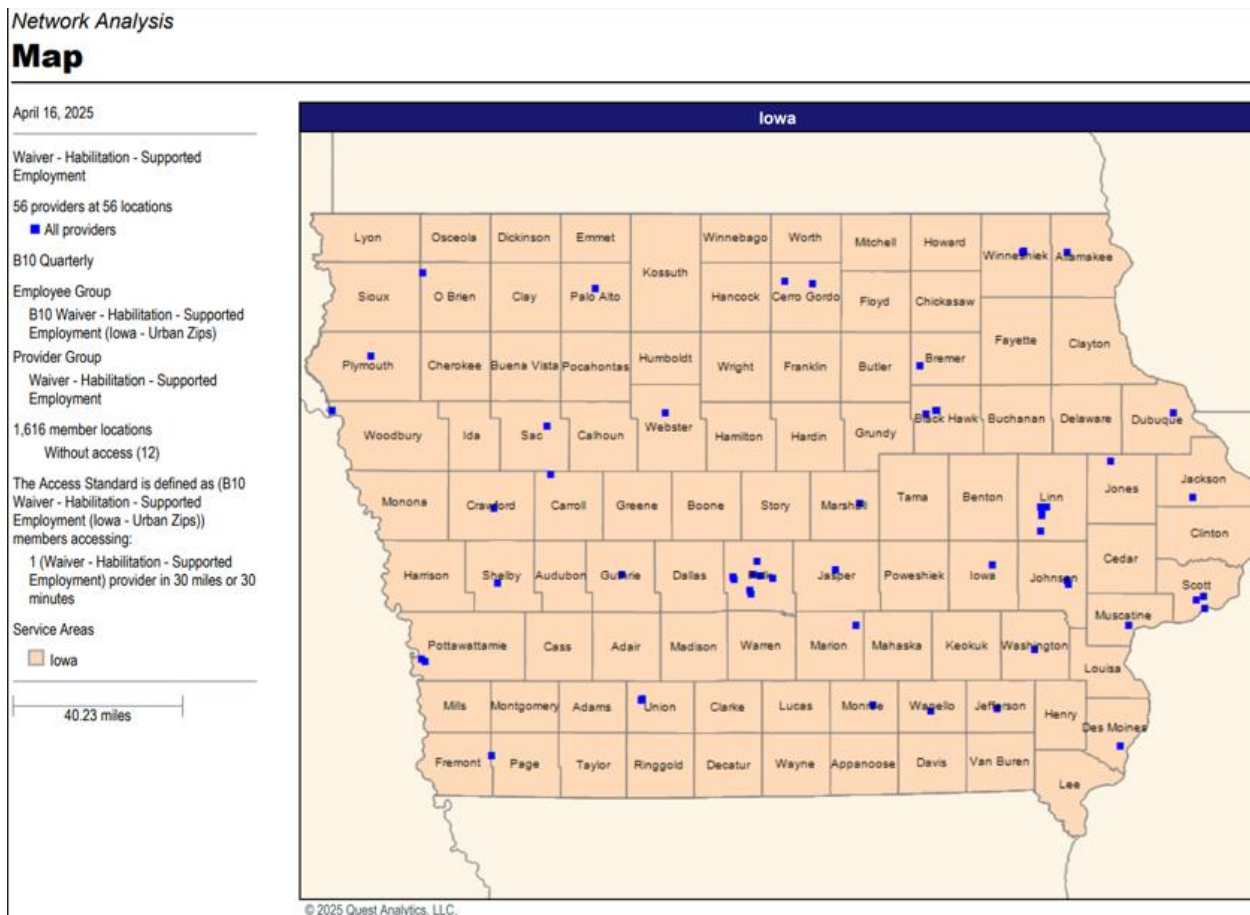 Network Analysis
Map
April 16, 2025
Waiver - Habilitation - Supported
Employment
56 providers at 56 locations
All providers
B10 Quarterly
Employee Group
B10 Waiver - Habilitation - Supported
Employment (Iowa - Urban Zips)
Provider Group
Waiver - Habilitation - Supported
Employment
1,616 member locations
Without access (12)
The Access Standard is defined as (B10
Waiver - Habilitation - Supported
Employment (Iowa - Urban Zips))
members accessing:
1 (Waiver - Habilitation - Supported
Employment) provider in 30 miles or 30
minutes
Service Areas
Iowa
40.23 miles
Iowa
Lyon Osceola Dickinson Emmet Winnebago Worth Mitchell Howard Winneshiek Allamakee
Kossuth
Sioux O Brien Clay Palo Alto Hancock Cerro Gordo Floyd Chickasaw
Fayette Clayton
Plymouth Cherokee Buena Vista Pocahontas Humboldt Wright Franklin Butler Bremer
Woodbury Ida Sac Calhoun Webster Hamilton Hardin Grundy Black Hawk Buchanan Delaware Dubuque
Monona Crawford Carroll Greene Boone Story Marshall Tama Benton Linn Jones Jackson
Clinton
Cedar
Harrison Shelby Audubon Guthrie Dallas Polk Jasper Poweshiek Iowa Johnson Scott
Muscatine
Pottawattamie Cass Adair Madison Warren Marion Mahaska Keokuk Washington
Louisa
Mills Montgomery Adams Union Clarke Lucas Monroe Wapello Jefferson Henry
Des Moines
Fremont Page Taylor Ringgold Decatur Wayne Appanoose Davis Van Buren
Lee
© 2025 Quest Analytics, LLC.